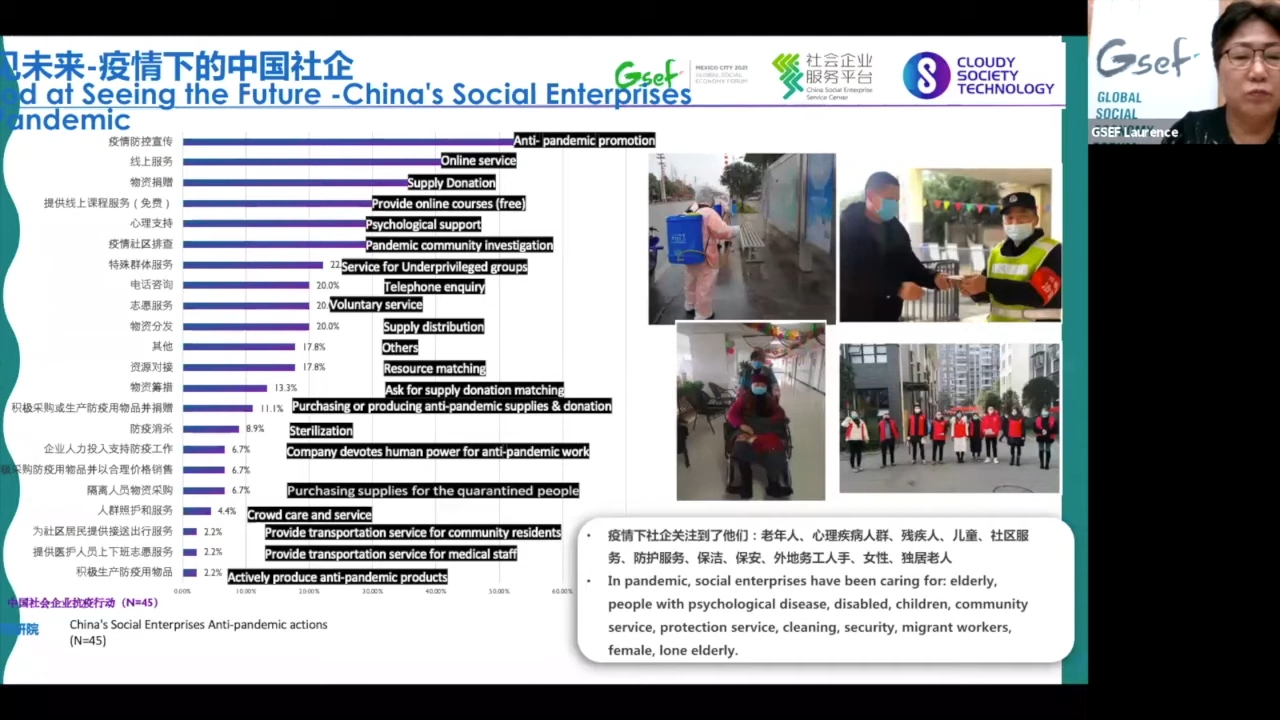 见未来-疫情下的中国社企
od at Seeing the Future -China's Social Enterprises
andemic
Gsef
MEXICO CITY 2021
GLOBAL SOCIAL
ECONOMY FORUM
社会企业
服务平台
China Social Enterprise
Service Center
CLOUDY
SOCIETY
TECHNOLOGY
Gsef
GLOBAL
SOCIAL
GSEF Laurence
疫情防控宣传 Anti- pandemic promotion
线上服务 Online service
物资捐赠 Supply Donation
提供线上课程服务（免费） Provide online courses (free)
心理支持 Psychological support
疫情社区排查 Pandemic community investigation
特殊群体服务 22 Service for Underprivileged groups
电话咨询 20.0% Telephone enquiry
志愿服务 20. Voluntary service
物资分发 20.0% Supply distribution
其他 17.8% Others
资源对接 17.8% Resource matching
物资筹措 13.3% Ask for supply donation matching
积极采购或生产防疫用物品并捐赠 11.1% Purchasing or producing anti-pandemic supplies & donation
防疫消杀 8.9% Sterilization
企业人力投入支持防疫工作 6.7% Company devotes human power for anti-pandemic work
极采购防疫用物品并以合理价格销售 6.7%
隔离人员物资采购 6.7% Purchasing supplies for the quarantined people
人群照护和服务 4.4% Crowd care and service
为社区居民提供接送出行服务 2.2% Provide transportation service for community residents
提供医护人员上下班志愿服务 2.2% Provide transportation service for medical staff
积极生产防疫用物品 2.2% Actively produce anti-pandemic products
0.00% 10.00% 20.00% 30.00% 40.00% 50.00% 60.00%
中国社会企业抗疫行动（N=45）
研院
China's Social Enterprises Anti-pandemic actions
(N=45)
• 疫情下社企关注到了他们：老年人、心理疾病人群、残疾人、儿童、社区服
务、防护服务、保洁、保安、外地务工人手、女性、独居老人
• In pandemic, social enterprises have been caring for: elderly,
people with psychological disease, disabled, children, community
service, protection service, cleaning, security, migrant workers,
female, lone elderly.